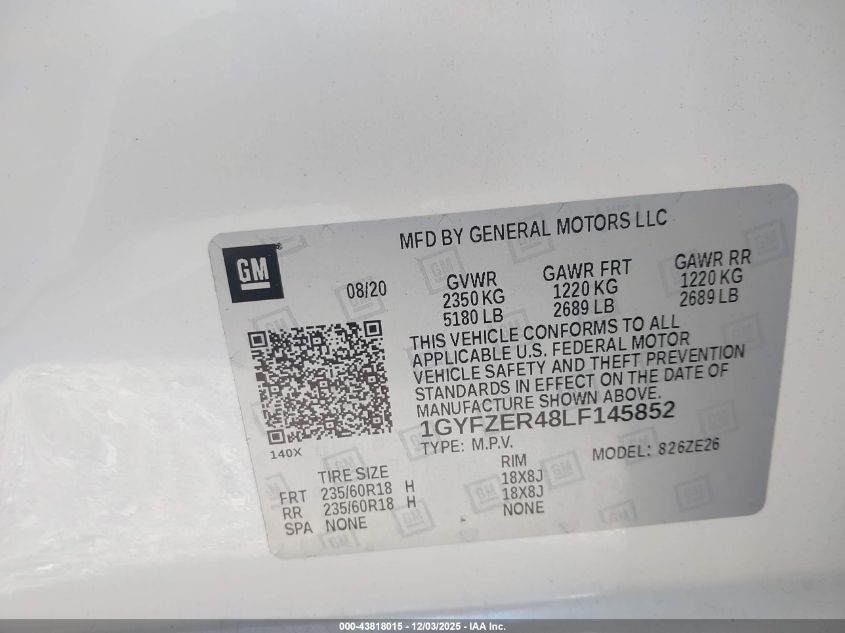 MFD BY GENERAL MOTORS LLC
GM
08/20
GVWR GAWR FRT GAWR RR
2350 KG 1220 KG 1220 KG
5180 LB 2689 LB 2689 LB
THIS VEHICLE CONFORMS TO ALL
APPLICABLE U.S. FEDERAL MOTOR
VEHICLE SAFETY AND THEFT PREVENTION
STANDARDS IN EFFECT ON THE DATE OF
MANUFACTURE SHOWN ABOVE.
1GYFZER48LF145852
140X
TYPE: M.P.V. MODEL: 826ZE26
TIRE SIZE RIM
FRT 235/60R18 H 18X8J
RR 235/60R18 H 18X8J
SPA NONE NONE
000-43818015 - 12/03/2025 - IAA Inc.